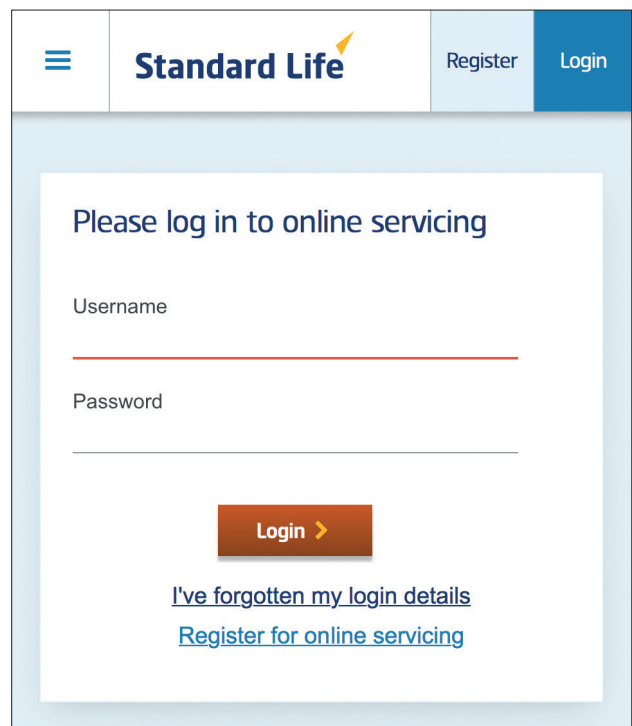 Standard Life
Register
Login
Please log in to online servicing
Username
Password
Login
I've forgotten my login details
Register for online servicing